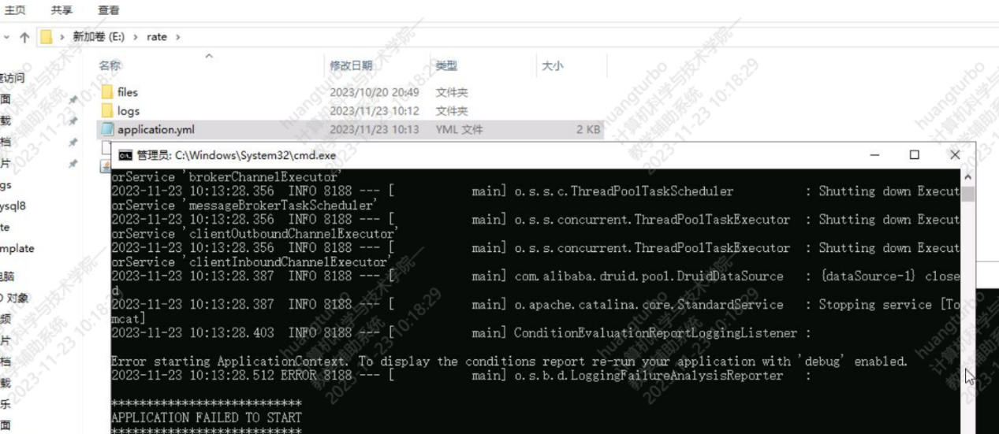 主页 共享 查看
新加卷 (E:) › rate ›
名称 修改日期 类型 大小
files 2023/10/20 20:49 文件夹
logs 2023/11/23 10:12 文件夹
application.yml 2023/11/23 10:13 YML 文件 2 KB
管理员: C:\Windows\System32\cmd.exe
orService 'brokerChannelExecutor'
2023-11-23 10:13:28.356 INFO 8188 --- [ main] o.s.s.c.ThreadPoolTaskScheduler : Shutting down Execut
orService 'messageBrokerTaskScheduler'
2023-11-23 10:13:28.356 INFO 8188 --- [ main] o.s.s.concurrent.ThreadPoolTaskExecutor : Shutting down Execut
orService 'clientOutboundChannelExecutor'
2023-11-23 10:13:28.356 INFO 8188 --- [ main] o.s.s.concurrent.ThreadPoolTaskExecutor : Shutting down Execut
orService 'clientInboundChannelExecutor'
2023-11-23 10:13:28.387 INFO 8188 --- [ main] com.alibaba.druid.pool.DruidDataSource : {dataSource-1} close
d
2023-11-23 10:13:28.387 INFO 8188 --- [ main] o.apache.catalina.core.StandardService : Stopping service [To
mcat]
2023-11-23 10:13:28.403 INFO 8188 --- [ main] ConditionEvaluationReportLoggingListener :
Error starting ApplicationContext. To display the conditions report re-run your application with 'debug' enabled.
2023-11-23 10:13:28.512 ERROR 8188 --- [ main] o.s.b.d.LoggingFailureAnalysisReporter :
***************************
APPLICATION FAILED TO START
***************************
速访问
面
载
档
片
gs
ysql8
te
mplate
电脑
D 对象
频
片
档
载
乐
面
huangturbo
计算机科学与技术学院—
教学辅助系统
2023-11-23 10:18:29